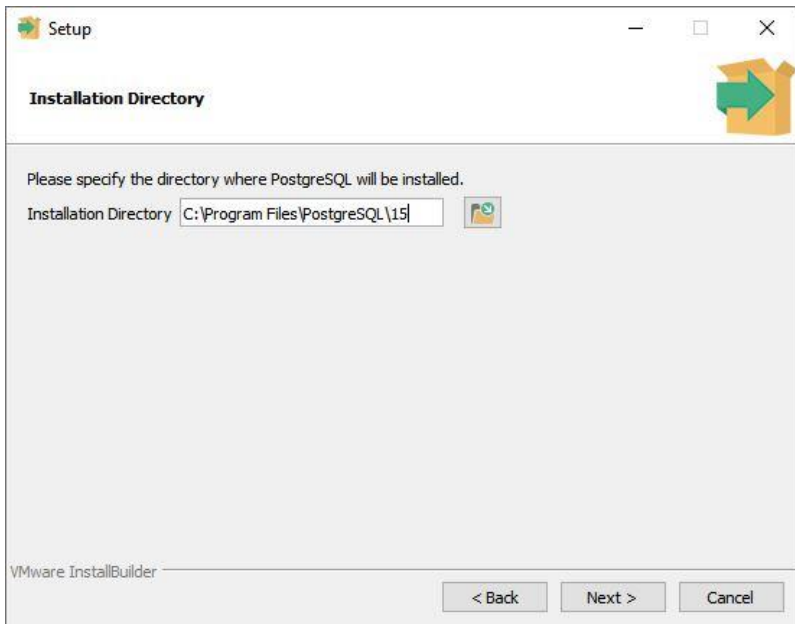 Setup
Installation Directory
Please specify the directory where PostgreSQL will be installed.
Installation Directory C:\Program Files\PostgreSQL\15
VMware InstallBuilder
< Back Next > Cancel